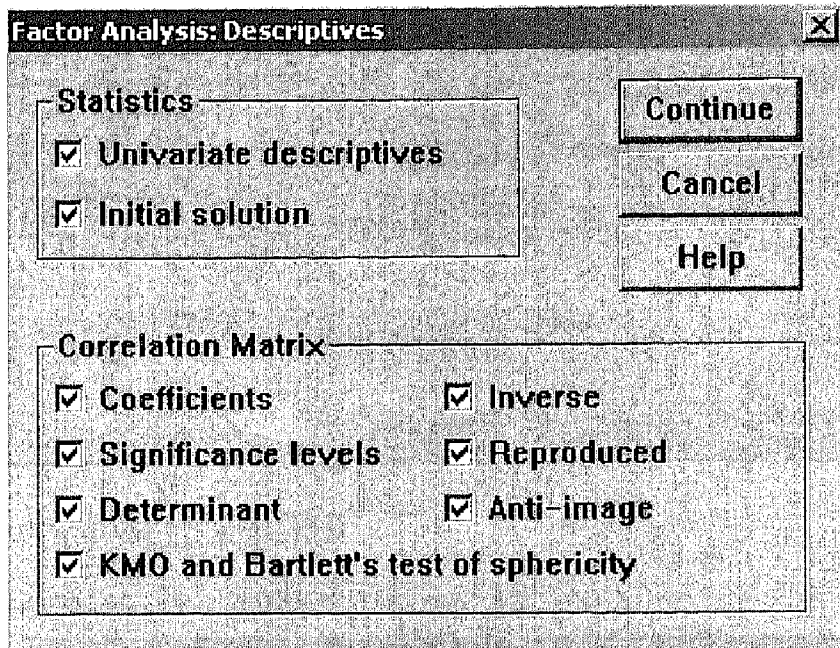 Factor Analysis: Descriptives
Statistics
Univariate descriptives
Initial solution
Continue
Cancel
Help
Correlation Matrix
Coefficients
Inverse
Significance levels
Reproduced
Determinant
Anti-image
KMO and Bartlett's test of sphericity